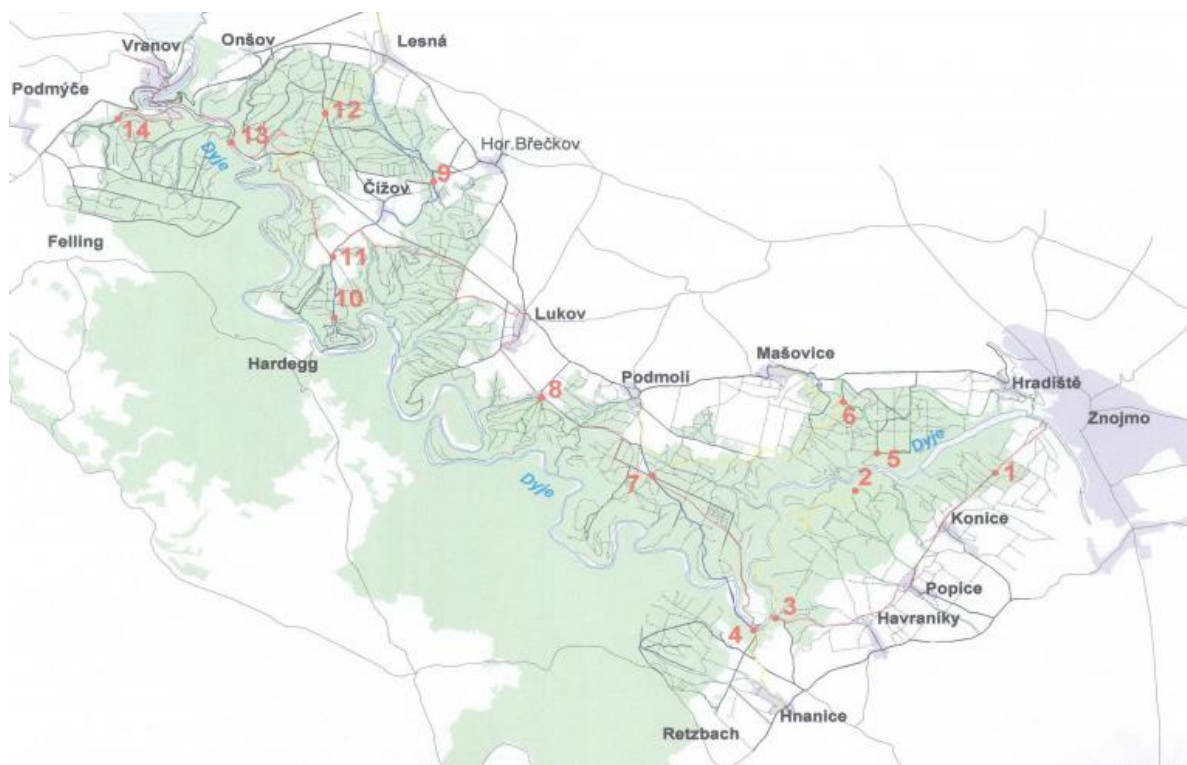 Vranov
Onšov
Lesná
Podmýče
14
13
12
Dyje
Hor.Břečkov
9
Čížov
Felling
11
10
Lukov
Hardegg
8
Podmolí
Mašovice
Hradiště
Znojmo
6
Dyje
5
7
Dyje
2
1
Konice
Popice
3
Havraníky
4
Hnanice
Retzbach